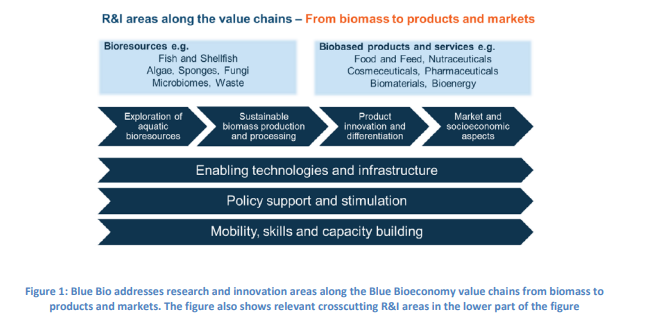 R&I areas along the value chains – From biomass to products and markets
Bioresources e.g.
Fish and Shellfish
Algae, Sponges, Fungi
Microbiomes, Waste
Biobased products and services e.g.
Food and Feed, Nutraceuticals
Cosmeceuticals, Pharmaceuticals
Biomaterials, Bioenergy
Exploration of
aquatic
bioresources
Sustainable
biomass production
and processing
Product
innovation and
differentiation
Market and
socioeconomic
aspects
Enabling technologies and infrastructure
Policy support and stimulation
Mobility, skills and capacity building
Figure 1: Blue Bio addresses research and innovation areas along the Blue Bioeconomy value chains from biomass to
products and markets. The figure also shows relevant crosscutting R&I areas in the lower part of the figure